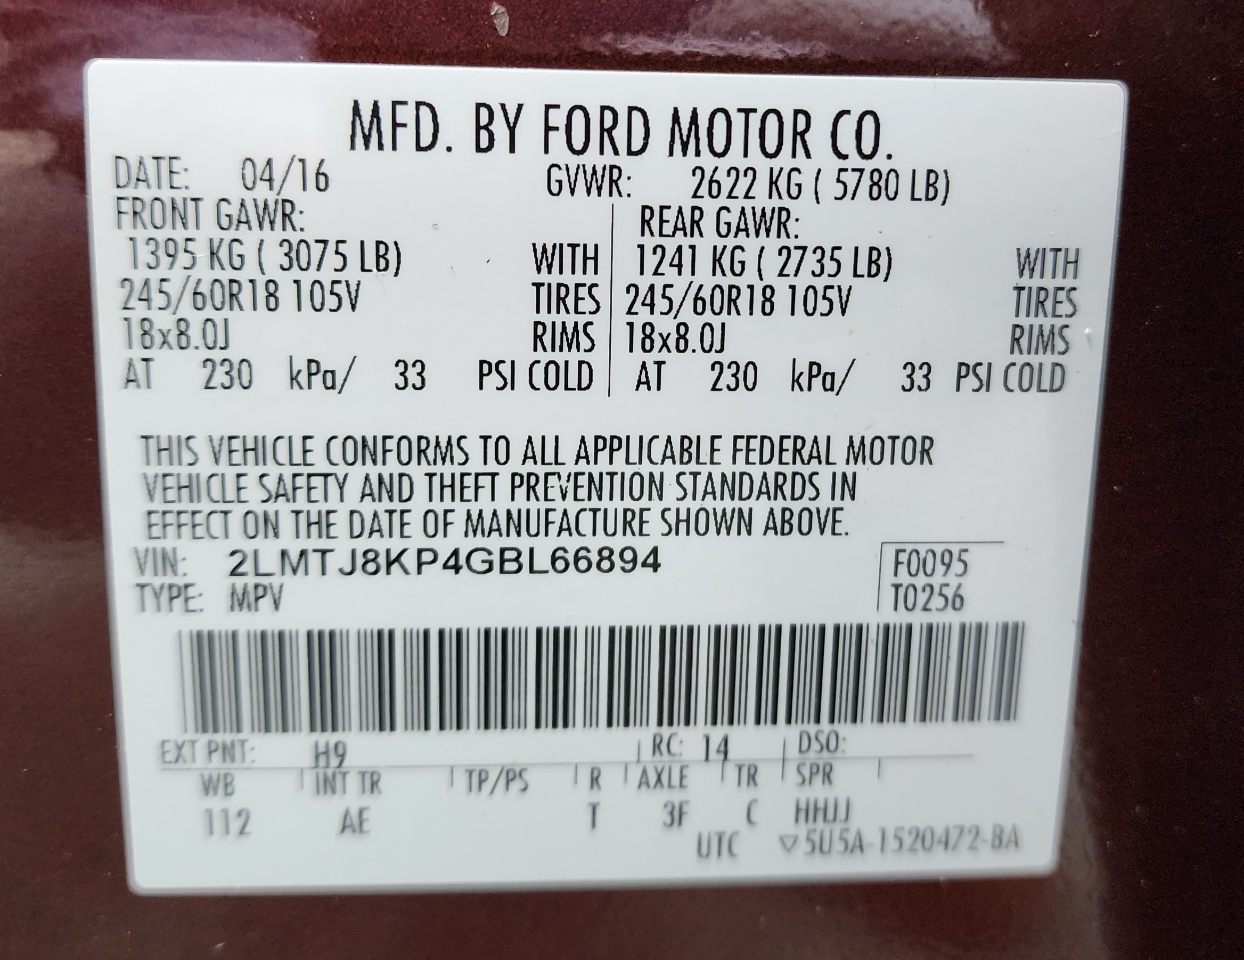 MFD. BY FORD MOTOR CO.
DATE: 04/16 GVWR: 2622 KG ( 5780 LB)
FRONT GAWR: REAR GAWR:
1395 KG ( 3075 LB) WITH 1241 KG ( 2735 LB) WITH
245/60R18 105V TIRES 245/60R18 105V TIRES
18x8.0J RIMS 18x8.0J RIMS
AT 230 kPa/ 33 PSI COLD AT 230 kPa/ 33 PSI COLD
THIS VEHICLE CONFORMS TO ALL APPLICABLE FEDERAL MOTOR
VEHICLE SAFETY AND THEFT PREVENTION STANDARDS IN
EFFECT ON THE DATE OF MANUFACTURE SHOWN ABOVE.
VIN: 2LMTJ8KP4GBL66894 F0095
TYPE: MPV T0256
EXT PNT: H9 RC: 14 DSO:
WB INT TR TP/PS R AXLE TR SPR
112 AE T 3F C HHJJ
UTC ▽5U5A-1520472-BA